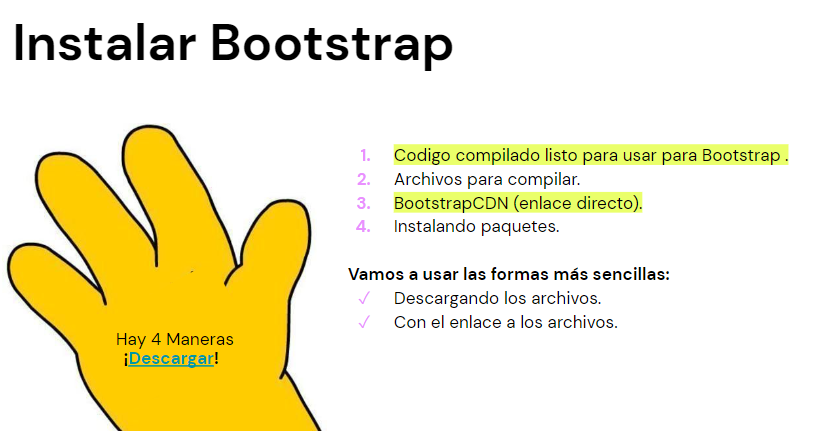 Instalar Bootstrap
1. Codigo compilado listo para usar para Bootstrap .
2. Archivos para compilar.
3. BootstrapCDN (enlace directo).
4. Instalando paquetes.
Vamos a usar las formas más sencillas:
✓ Descargando los archivos.
✓ Con el enlace a los archivos.
Hay 4 Maneras
¡Descargar!